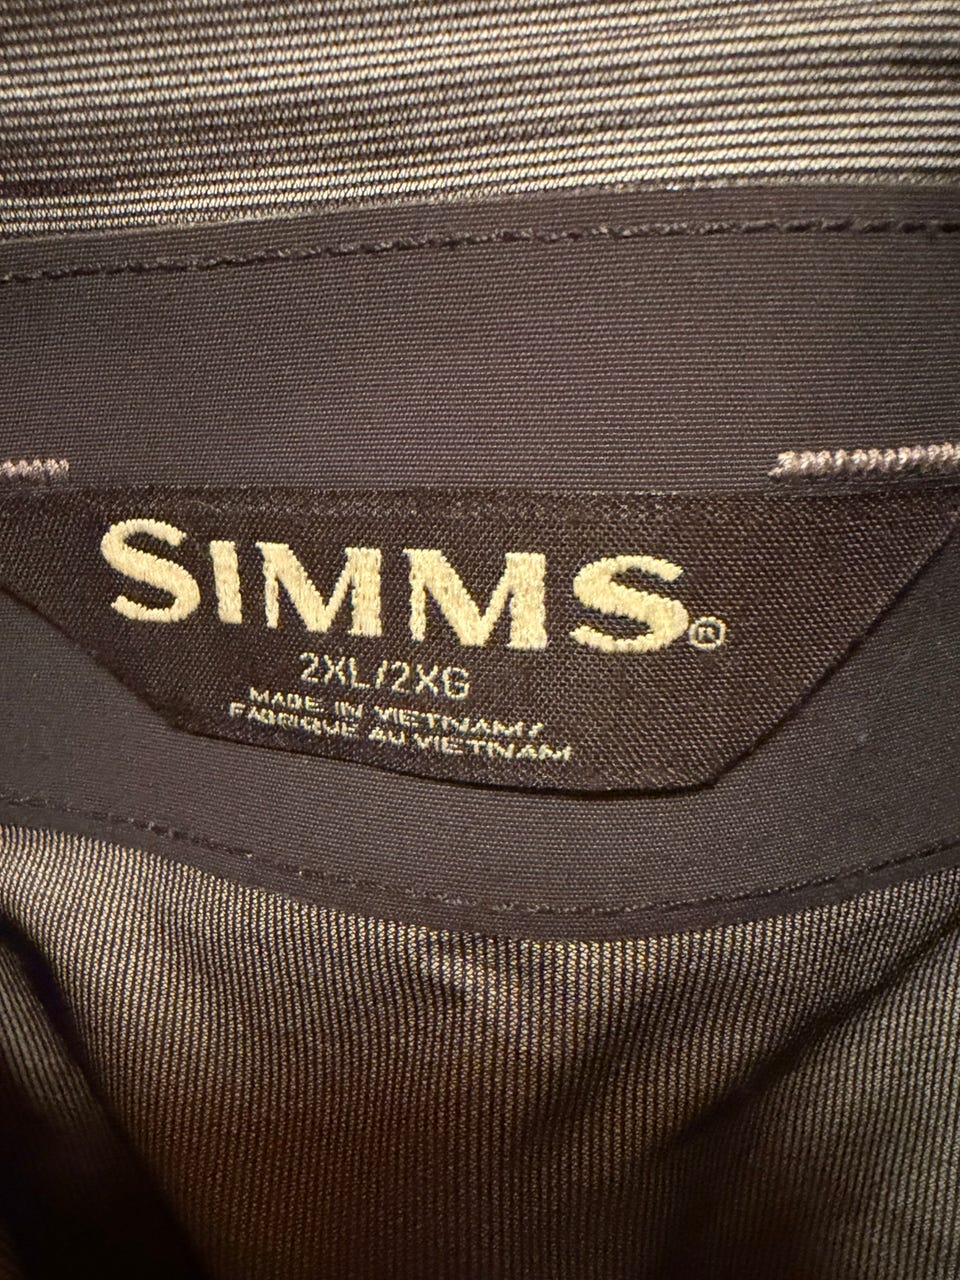 SIMMS®
2XL/2XG
MADE IN VIETNAM/
FABRIQUÉ AU VIETNAM